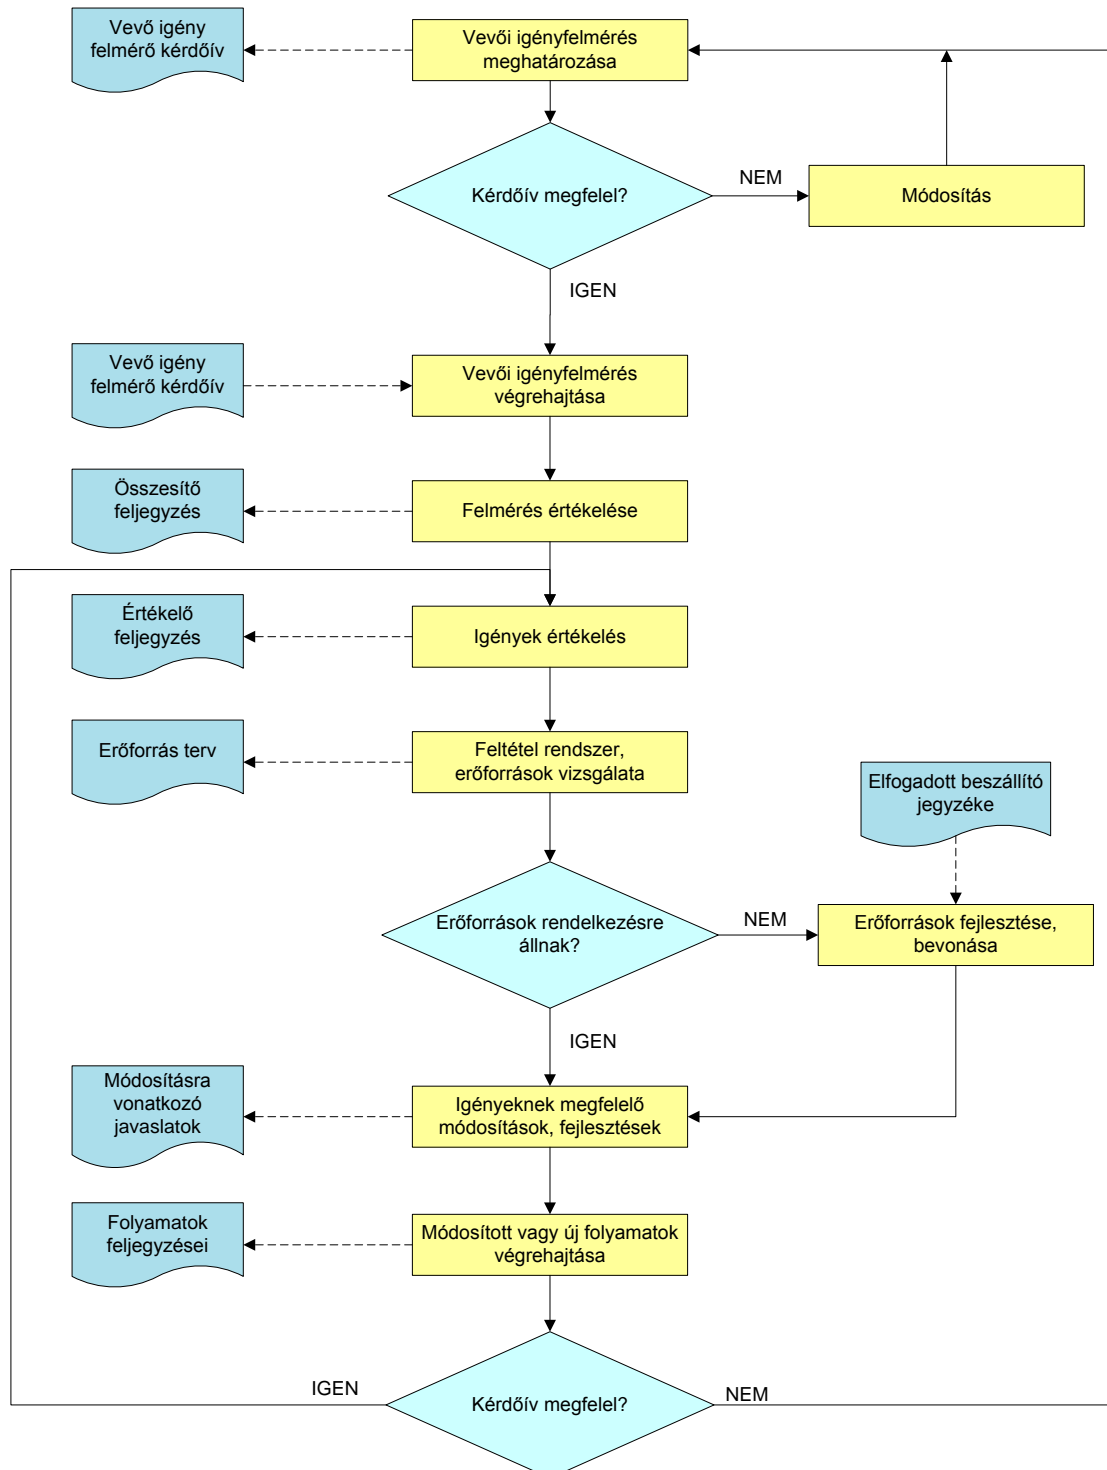 Vevő igény
felmérő kérdőív
Vevői igényfelmérés
meghatározása
Kérdőív megfelel?
NEM
Módosítás
IGEN
Vevő igény
felmérő kérdőív
Vevői igényfelmérés
végrehajtása
Összesítő
feljegyzés
Felmérés értékelése
Értékelő
feljegyzés
Igények értékelés
Erőforrás terv
Feltétel rendszer,
erőforrások vizsgálata
Elfogadott beszállító
jegyzéke
Erőforrások rendelkezésre
állnak?
NEM
Erőforrások fejlesztése,
bevonása
IGEN
Módosításra
vonatkozó
javaslatok
Igényeknek megfelelő
módosítások, fejlesztések
Folyamatok
feljegyzései
Módosított vagy új folyamatok
végrehajtása
IGEN
Kérdőív megfelel?
NEM